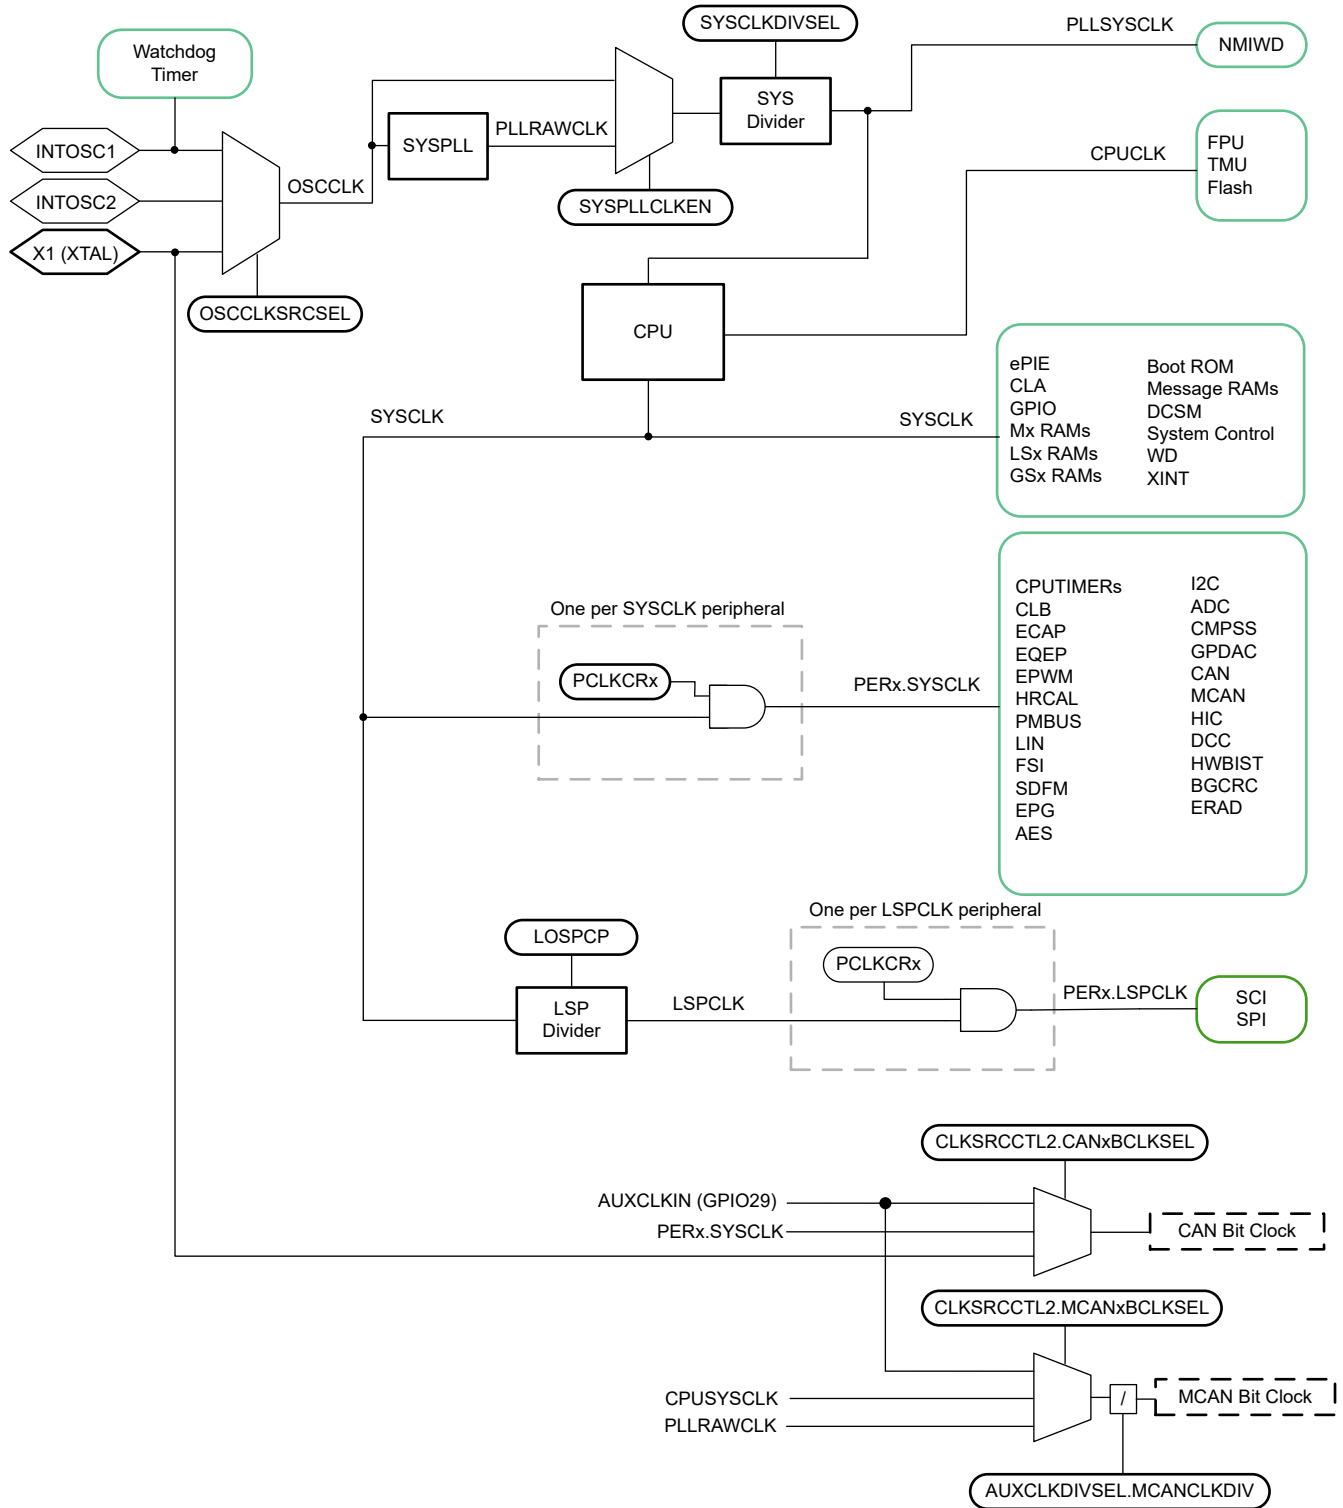 SYSCLKDIVSEL
PLLSYSCLK
NMIWD
Watchdog
Timer
SYS
Divider
PLLRAWCLK
SYSPLL
INTOSC1
OSCCLK
INTOSC2
SYSPLLCLKEN
CPUCLK
FPU
TMU
Flash
X1 (XTAL)
OSCCLKSRCSEL
CPU
SYSCLK
SYSCLK
ePIE
CLA
GPIO
Mx RAMs
LSx RAMs
GSx RAMs
Boot ROM
Message RAMs
DCSM
System Control
WD
XINT
One per SYSCLK peripheral
PCLKCRx
PERx.SYSCLK
CPUTIMERs
CLB
ECAP
EQEP
EPWM
HRCAL
PMBUS
LIN
FSI
SDFM
EPG
AES
I2C
ADC
CMPSS
GPDAC
CAN
MCAN
HIC
DCC
HWBIST
BGCRC
ERAD
One per LSPCLK peripheral
LOSPCP
PCLKCRx
LSP
Divider
LSPCLK
PERx.LSPCLK
SCI
SPI
CLKSRCCTL2.CANxBCLKSEL
AUXCLKIN (GPIO29)
PERx.SYSCLK
CAN Bit Clock
CLKSRCCTL2.MCANxBCLKSEL
CPUSYSCLK
PLLRAWCLK
/
MCAN Bit Clock
AUXCLKDIVSEL.MCANCLKDIV